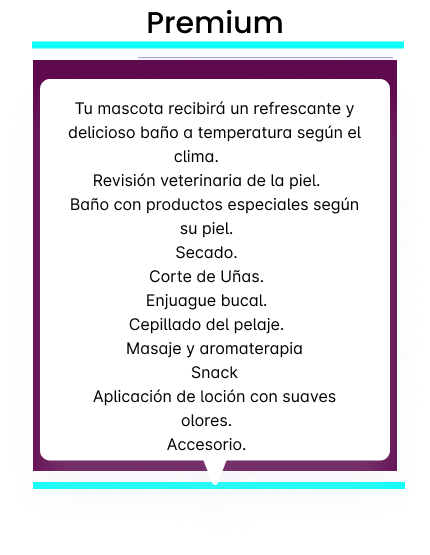 Premium
Tu mascota recibirá un refrescante y
delicioso baño a temperatura según el
clima.
Revisión veterinaria de la piel.
Baño con productos especiales según
su piel.
Secado.
Corte de Uñas.
Enjuague bucal.
Cepillado del pelaje.
Masaje y aromaterapia
Snack
Aplicación de loción con suaves
olores.
Accesorio.